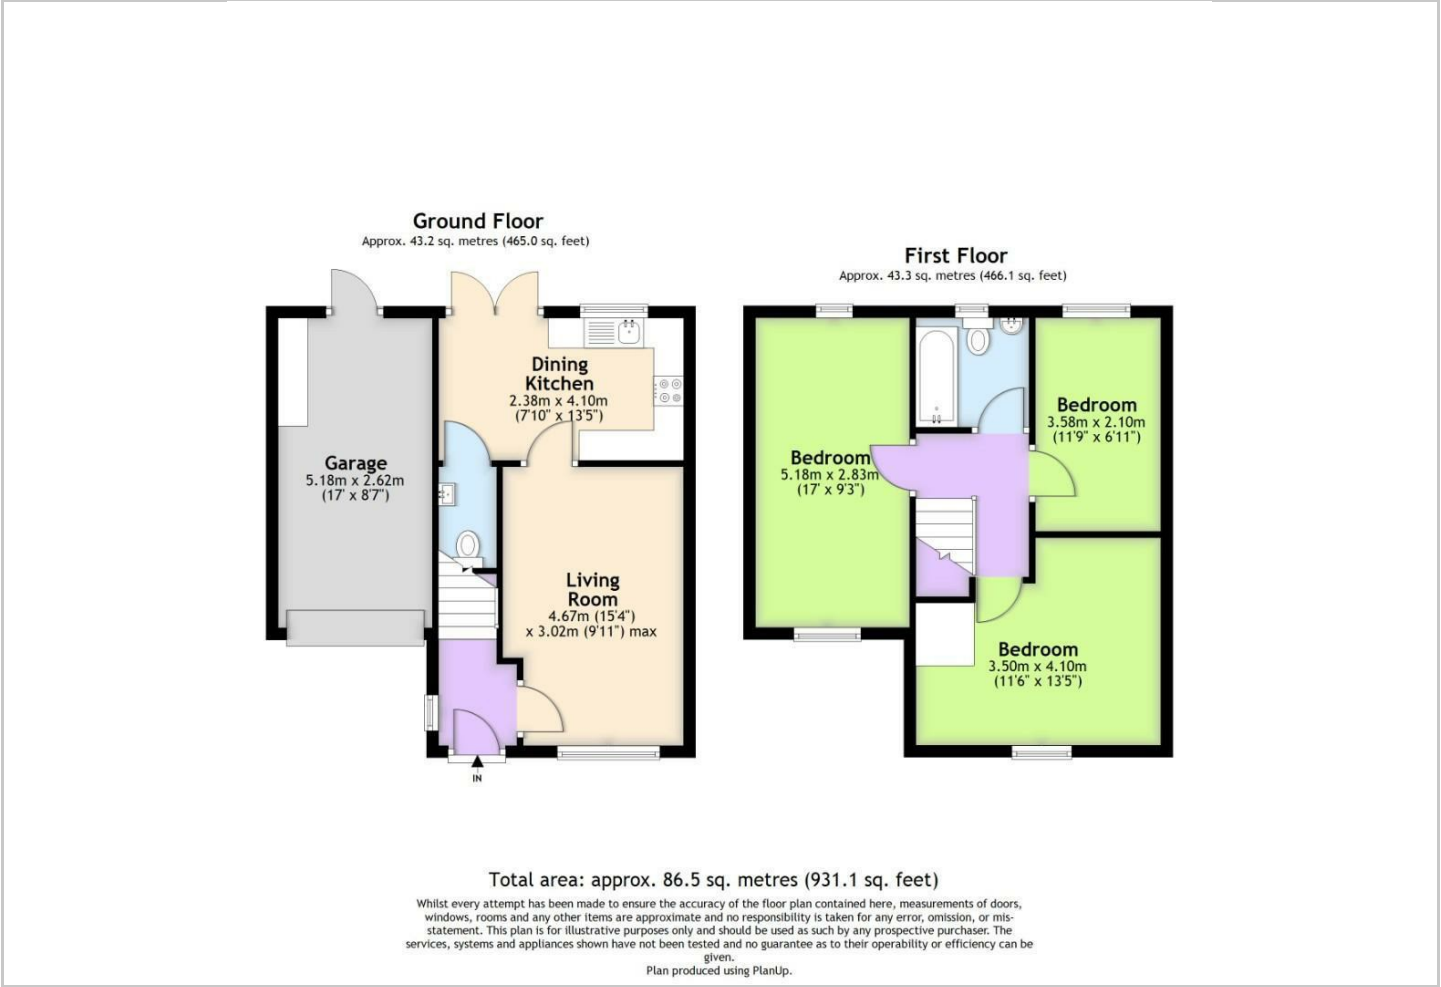 Ground Floor
Approx. 43.2 sq. metres (465.0 sq. feet)
Dining
Kitchen
2.38m x 4.10m
(7'10" x 13'5")
Garage
5.18m x 2.62m
(17' x 8'7")
Living
Room
4.67m (15'4")
x 3.02m (9'11") max
IN
First Floor
Approx. 43.3 sq. metres (466.1 sq. feet)
Bedroom
3.58m x 2.10m
(11'9" x 6'11")
Bedroom
5.18m x 2.83m
(17' x 9'3")
Bedroom
3.50m x 4.10m
(11'6" x 13'5")
Total area: approx. 86.5 sq. metres (931.1 sq. feet)
Whilst every attempt has been made to ensure the accuracy of the floor plan contained here, measurements of doors,
windows, rooms and any other items are approximate and no responsibility is taken for any error, omission, or mis-
statement. This plan is for illustrative purposes only and should be used as such by any prospective purchaser. The
services, systems and appliances shown have not been tested and no guarantee as to their operability or efficiency can be
given.
Plan produced using PlanUp.